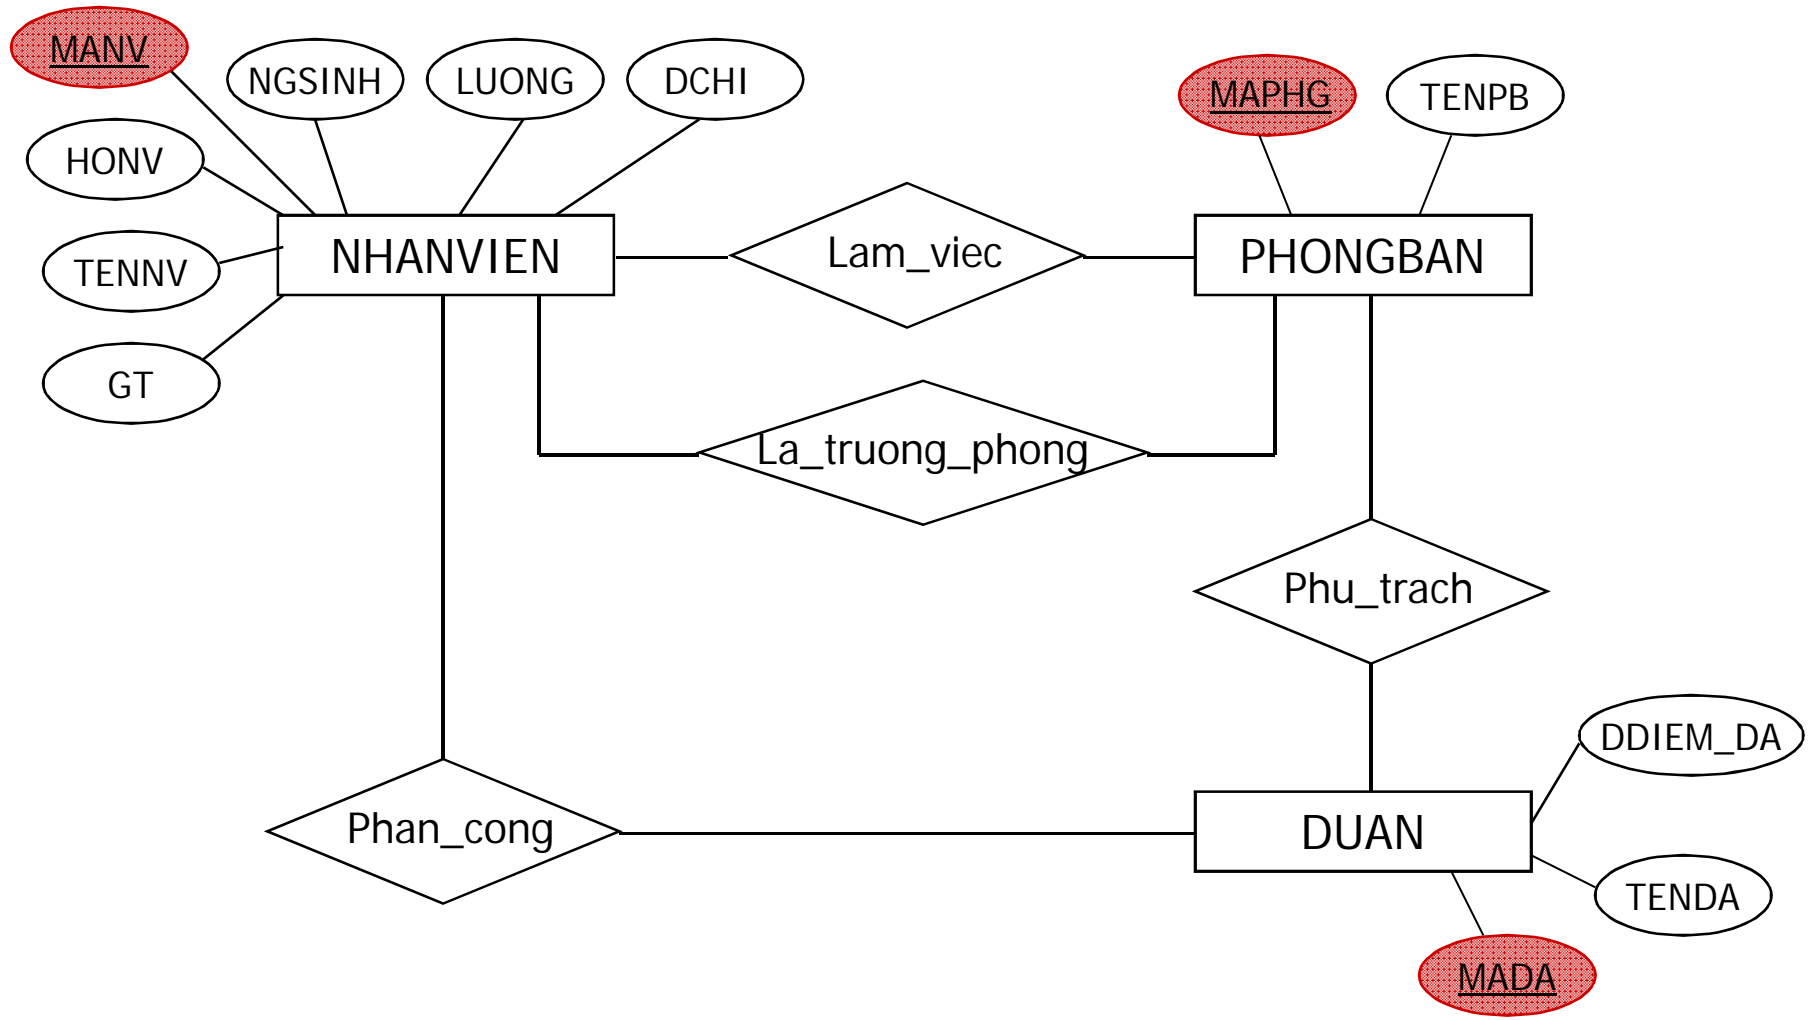 MANV
NGSINH
LUONG
DCHI
MAPHG
TENPB
HONV
TENNV
GT
NHANVIEN
Lam_viec
PHONGBAN
La_truong_phong
Phu_trach
DDIEM_DA
Phan_cong
DUAN
TENDA
MADA